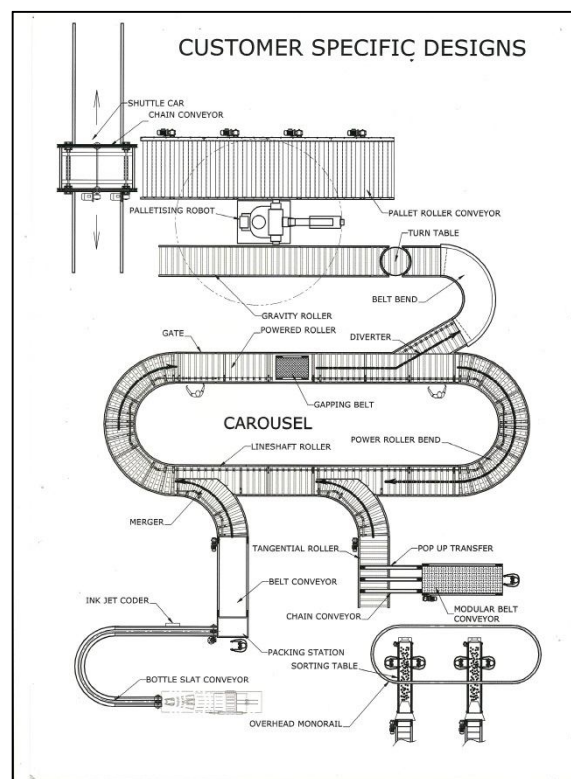 CUSTOMER SPECIFIC DESIGNS
SHUTTLE CAR
CHAIN CONVEYOR
PALLETISING ROBOT
PALLET ROLLER CONVEYOR
TURN TABLE
BELT BEND
GRAVITY ROLLER
POWERED ROLLER
GATE
DIVERTER
GAPPING BELT
CAROUSEL
LINESHAFT ROLLER
POWER ROLLER BEND
MERGER
TANGENTIAL ROLLER
POP UP TRANSFER
BELT CONVEYOR
INK JET CODER
CHAIN CONVEYOR
MODULAR BELT
CONVEYOR
PACKING STATION
SORTING TABLE
BOTTLE SLAT CONVEYOR
OVERHEAD MONORAIL